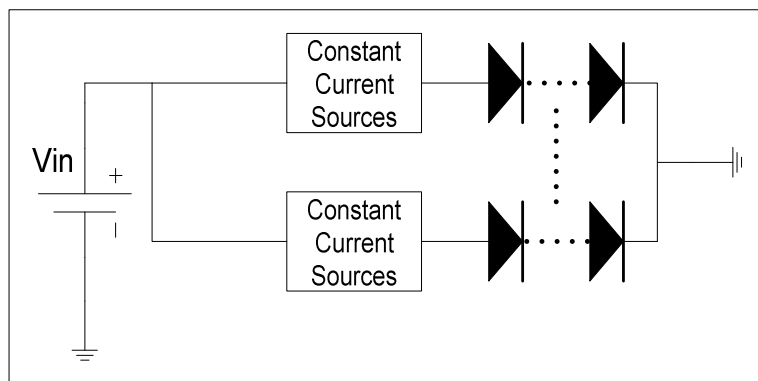 Constant
Current
Sources
Vin
+
-
Constant
Current
Sources